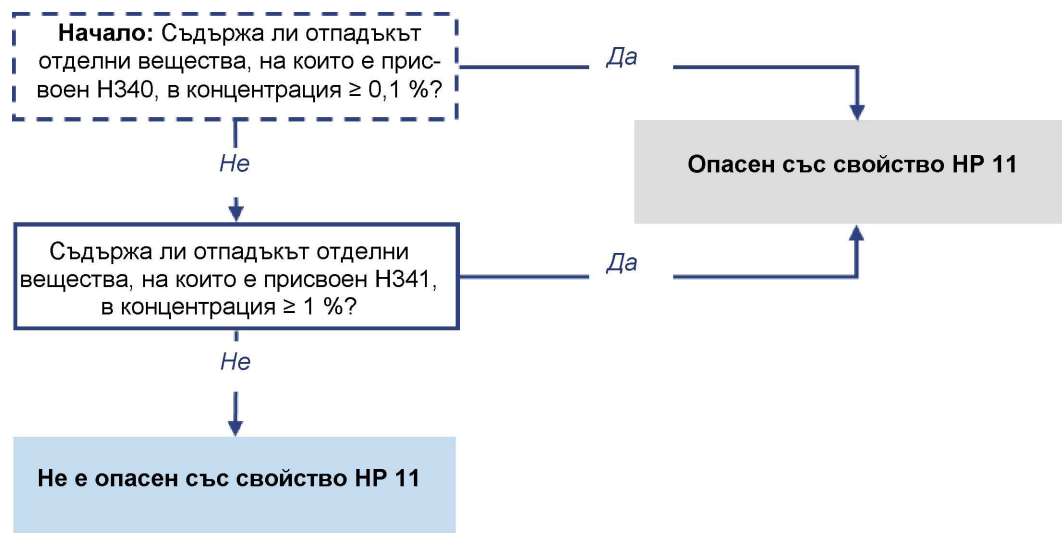 Начало: Съдържа ли отпадъкът
отделни вещества, на които е прис-
воен H340, в концентрация ≥ 0,1 %?
Да
Опасен със свойство HP 11
Не
Съдържа ли отпадъкът отделни
вещества, на които е присвоен H341,
в концентрация ≥ 1 %?
Да
Не
Не е опасен със свойство HP 11